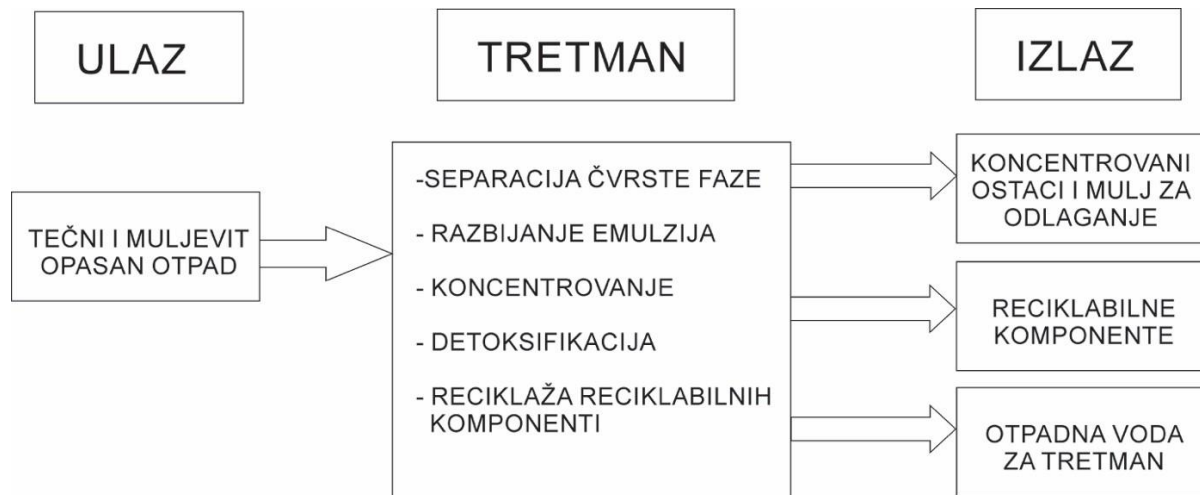 ULAZ
TRETMAN
IZLAZ
TEČNI I MULJEVIT
OPASAN OTPAD
-SEPARACIJA ČVRSTE FAZE
- RAZBIJANJE EMULZIJA
- KONCENTROVANJE
- DETOKSIFIKACIJA
- RECIKLAŽA RECIKLABILNIH
KOMPONENTI
KONCENTROVANI
OSTACI I MULJ ZA
ODLAGANJE
RECIKLABILNE
KOMPONENTE
OTPADNA VODA
ZA TRETMAN